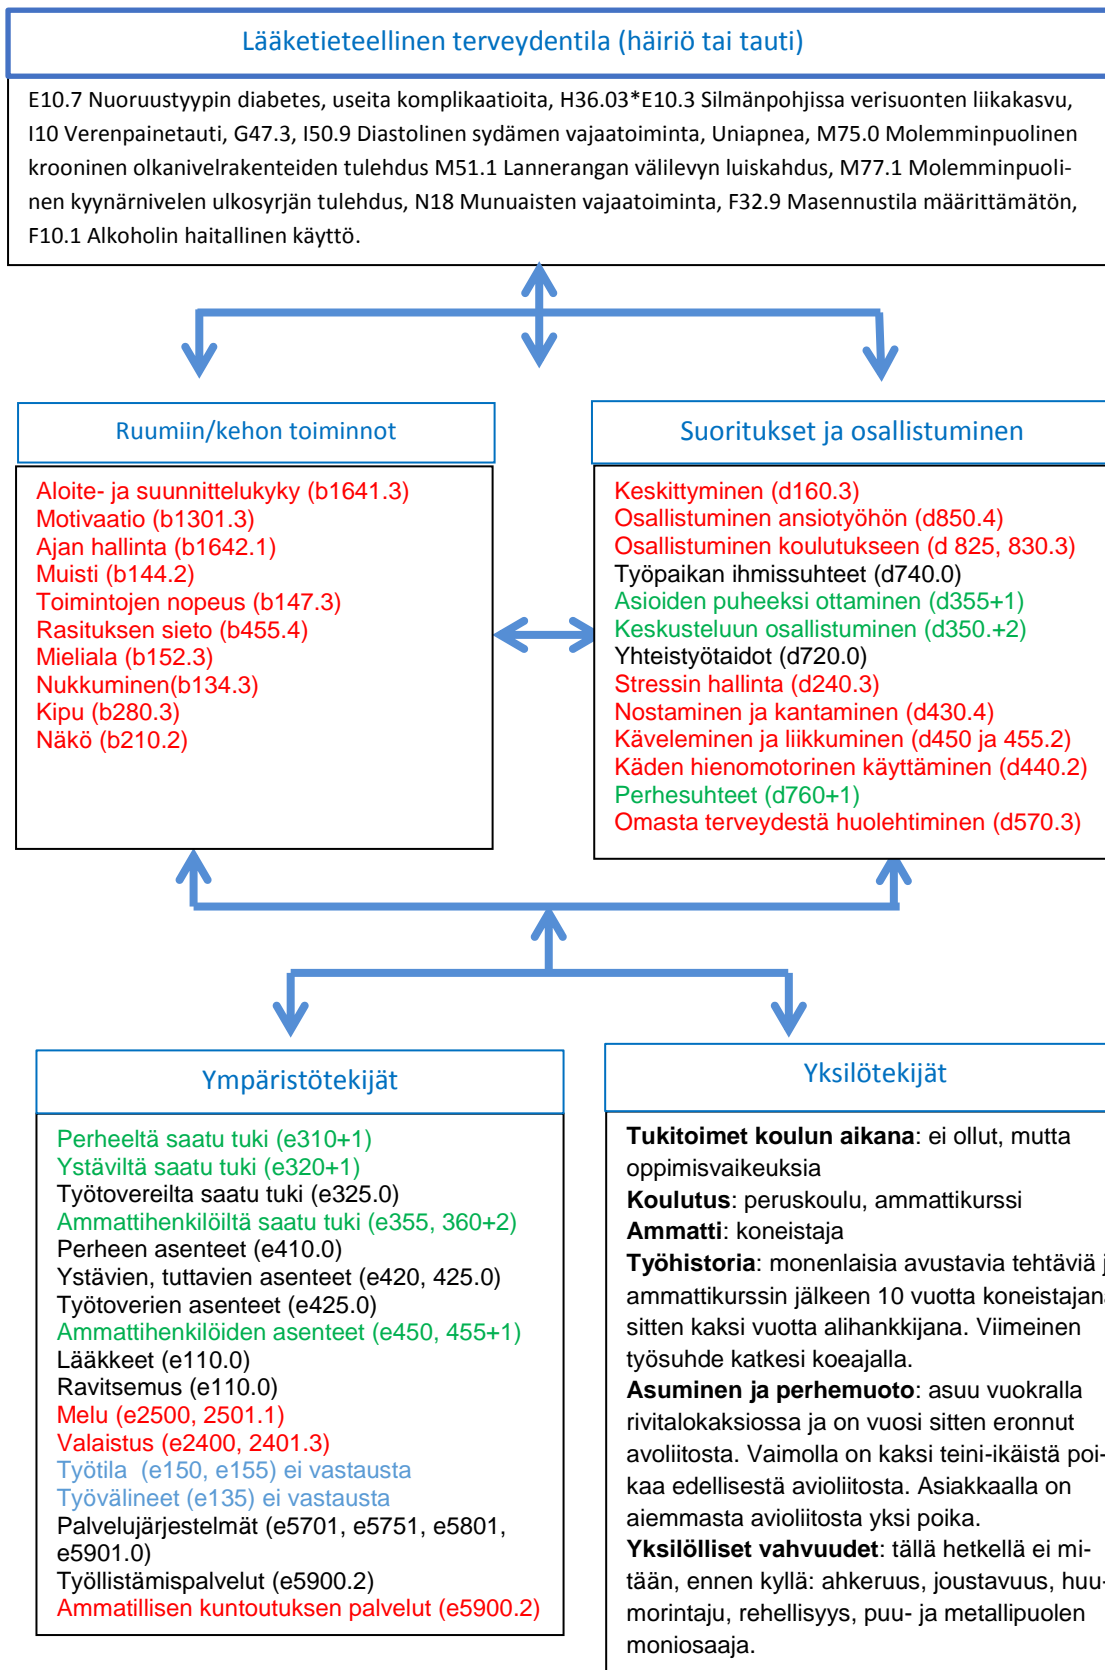 Lääketieteellinen terveydentila (häiriö tai tauti)
E10.7 Nuoruustyypin diabetes, useita komplikaatioita, H36.03*E10.3 Silmänpohjissa verisuonten liikakasvu,
I10 Verenpainetauti, G47.3, I50.9 Diastolinen sydämen vajaatoiminta, Uniapnea, M75.0 Molemminpuolinen
krooninen olkanivelrakenteiden tulehdus M51.1 Lannerangan välilevyn luiskahdus, M77.1 Molemminpuoli-
nen kyynärnivelen ulkosyrjän tulehdus, N18 Munuaisten vajaatoiminta, F32.9 Masennustila määrittämätön,
F10.1 Alkoholin haitallinen käyttö.
Ruumiin/kehon toiminnot
Aloite- ja suunnittelukyky (b1641.3)
Motivaatio (b1301.3)
Ajan hallinta (b1642.1)
Muisti (b144.2)
Toimintojen nopeus (b147.3)
Rasituksen sieto (b455.4)
Mieliala (b152.3)
Nukkuminen(b134.3)
Kipu (b280.3)
Näkö (b210.2)
Suoritukset ja osallistuminen
Keskittyminen (d160.3)
Osallistuminen ansiotyöhön (d850.4)
Osallistuminen koulutukseen (d 825, 830.3)
Työpaikan ihmissuhteet (d740.0)
Asioiden puheeksi ottaminen (d355+1)
Keskusteluun osallistuminen (d350.+2)
Yhteistyötaidot (d720.0)
Stressin hallinta (d240.3)
Nostaminen ja kantaminen (d430.4)
Käveleminen ja liikkuminen (d450 ja 455.2)
Käden hienomotorinen käyttäminen (d440.2)
Perhesuhteet (d760+1)
Omasta terveydestä huolehtiminen (d570.3)
Ympäristötekijät
Perheeltä saatu tuki (e310+1)
Ystäviltä saatu tuki (e320+1)
Työtovereilta saatu tuki (e325.0)
Ammattihenkilöiltä saatu tuki (e355, 360+2)
Perheen asenteet (e410.0)
Ystävien, tuttavien asenteet (e420, 425.0)
Työtoverien asenteet (e425.0)
Ammattihenkilöiden asenteet (e450, 455+1)
Lääkkeet (e110.0)
Ravitsemus (e110.0)
Melu (e2500, 2501.1)
Valaistus (e2400, 2401.3)
Työtila (e150, e155) ei vastausta
Työvälineet (e135) ei vastausta
Palvelujärjestelmät (e5701, e5751, e5801,
e5901.0)
Työllistämispalvelut (e5900.2)
Ammatillisen kuntoutuksen palvelut (e5900.2)
Yksilötekijät
Tukitoimet koulun aikana: ei ollut, mutta
oppimisvaikeuksia
Koulutus: peruskoulu, ammattikurssi
Ammatti: koneistaja
Työhistoria: monenlaisia avustavia tehtäviä j
ammattikurssin jälkeen 10 vuotta koneistajana
sitten kaksi vuotta alihankkijana. Viimeinen
työsuhde katkesi koeajalla.
Asuminen ja perhemuoto: asuu vuokralla
rivitalokaksiossa ja on vuosi sitten eronnut
avoliitosta. Vaimolla on kaksi teini-ikäistä poi-
kaa edellisestä avioliitosta. Asiakkaalla on
aiemmasta avioliitosta yksi poika.
Yksilölliset vahvuudet: tällä hetkellä ei mi-
tään, ennen kyllä: ahkeruus, joustavuus, huu-
morintaju, rehellisyys, puu- ja metallipuolen
moniosaaja.